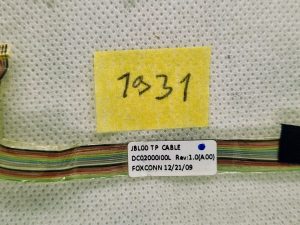 1931
JBL00 TP CABLE
DC02000I00L Rev:1.0(A00)
FOXCONN 12/21/09